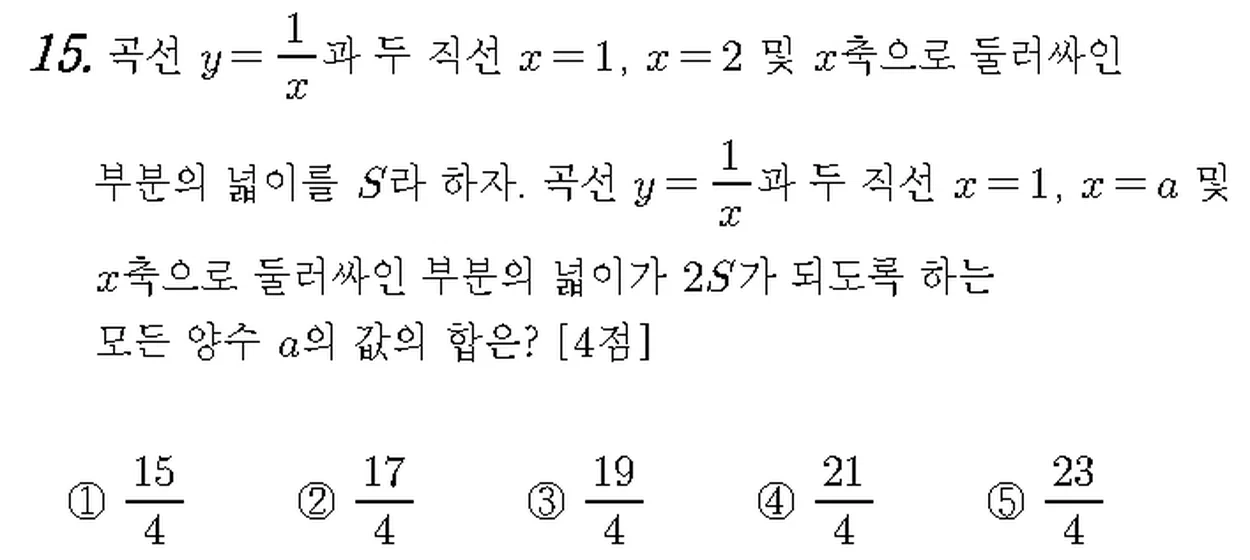 15. 곡선 y = 1/x 과 두 직선 x = 1, x = 2 및 x축으로 둘러싸인
부분의 넓이를 S라 하자. 곡선 y = 1/x 과 두 직선 x = 1, x = a 및
x축으로 둘러싸인 부분의 넓이가 2S가 되도록 하는
모든 양수 a의 값의 합은? [4점]
① 15/4 ② 17/4 ③ 19/4 ④ 21/4 ⑤ 23/4